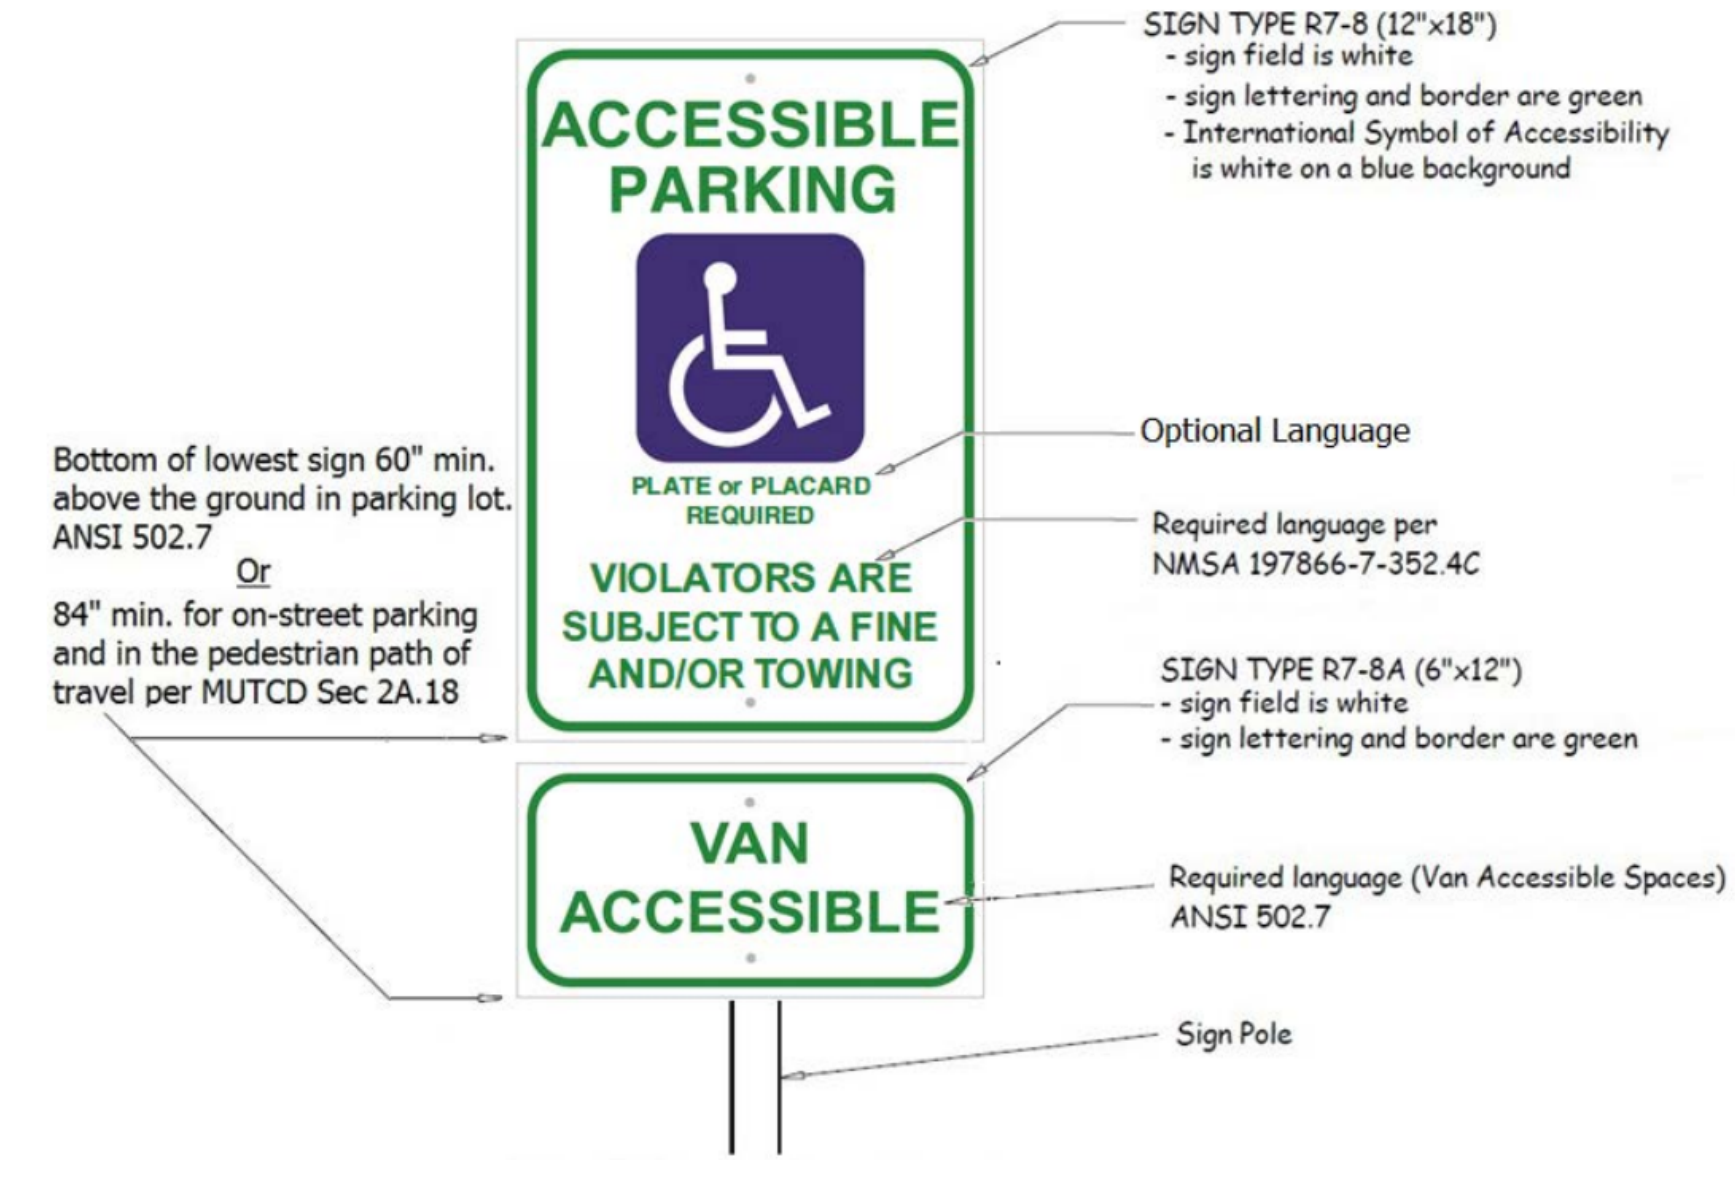 SIGN TYPE R7-8 (12"x18")
- sign field is white
- sign lettering and border are green
- International Symbol of Accessibility
is white on a blue background
ACCESSIBLE
PARKING
Optional Language
PLATE or PLACARD
REQUIRED
Required language per
NMSA 197866-7-352.4C
VIOLATORS ARE
SUBJECT TO A FINE
AND/OR TOWING
Bottom of lowest sign 60" min.
above the ground in parking lot.
ANSI 502.7
Or
84" min. for on-street parking
and in the pedestrian path of
travel per MUTCD Sec 2A.18
SIGN TYPE R7-8A (6"x12")
- sign field is white
- sign lettering and border are green
VAN
ACCESSIBLE
Required language (Van Accessible Spaces)
ANSI 502.7
Sign Pole